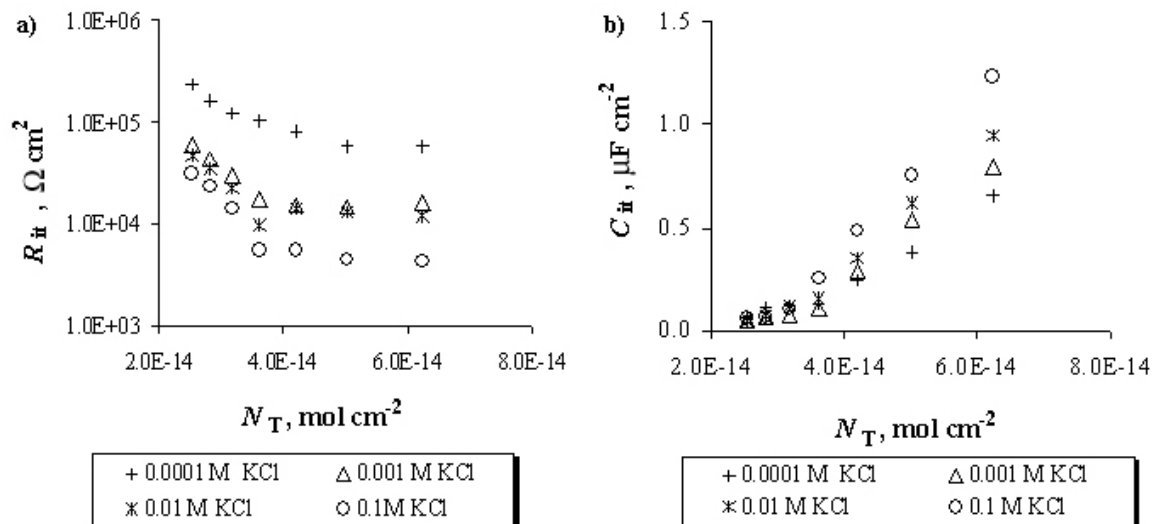 a)
1.0E+06
1.0E+05
1.0E+04
1.0E+03
R it , Ω cm2
2.0E-14 4.0E-14 6.0E-14 8.0E-14
N T , mol cm-2
+ 0.0001 M KCl △ 0.001 M KCl
* 0.01 M KCl ○ 0.1M KCl
b)
1.5
1.0
0.5
0.0
C it , μF cm-2
2.0E-14 4.0E-14 6.0E-14 8.0E-14
N T , mol cm-2
+ 0.0001 M KCl △ 0.001 M KCl
* 0.01 M KCl ○ 0.1 M KCl